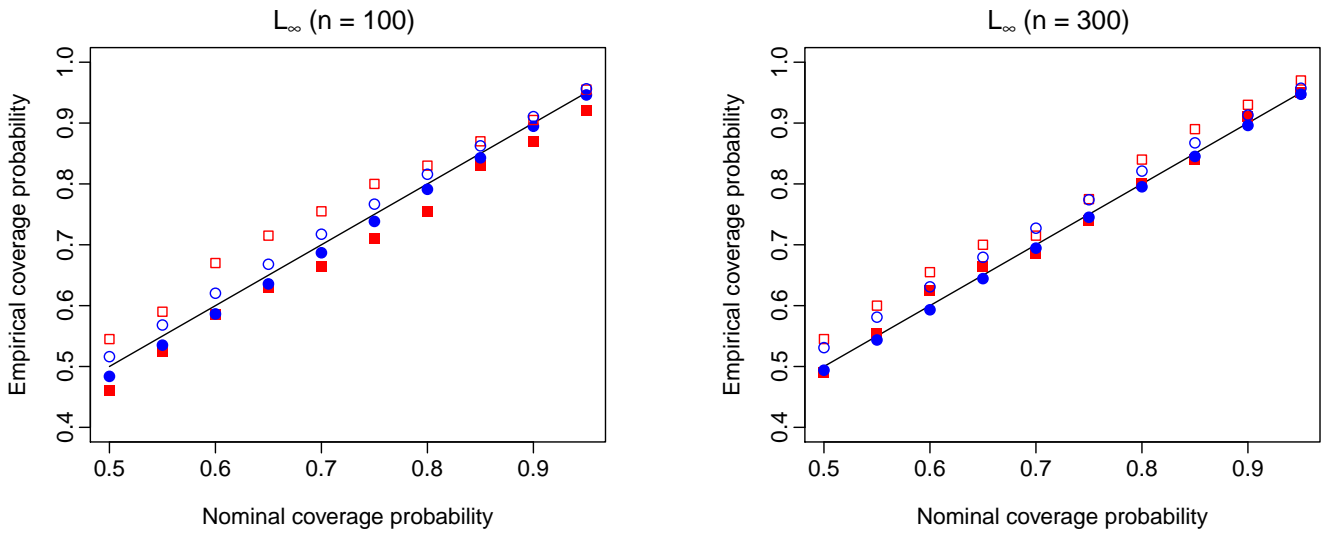 L∞ (n = 100)
Empirical coverage probability
1.0
0.9
0.8
0.7
0.6
0.5
0.4
0.5 0.6 0.7 0.8 0.9
Nominal coverage probability
L∞ (n = 300)
Empirical coverage probability
1.0
0.9
0.8
0.7
0.6
0.5
0.4
0.5 0.6 0.7 0.8 0.9
Nominal coverage probability